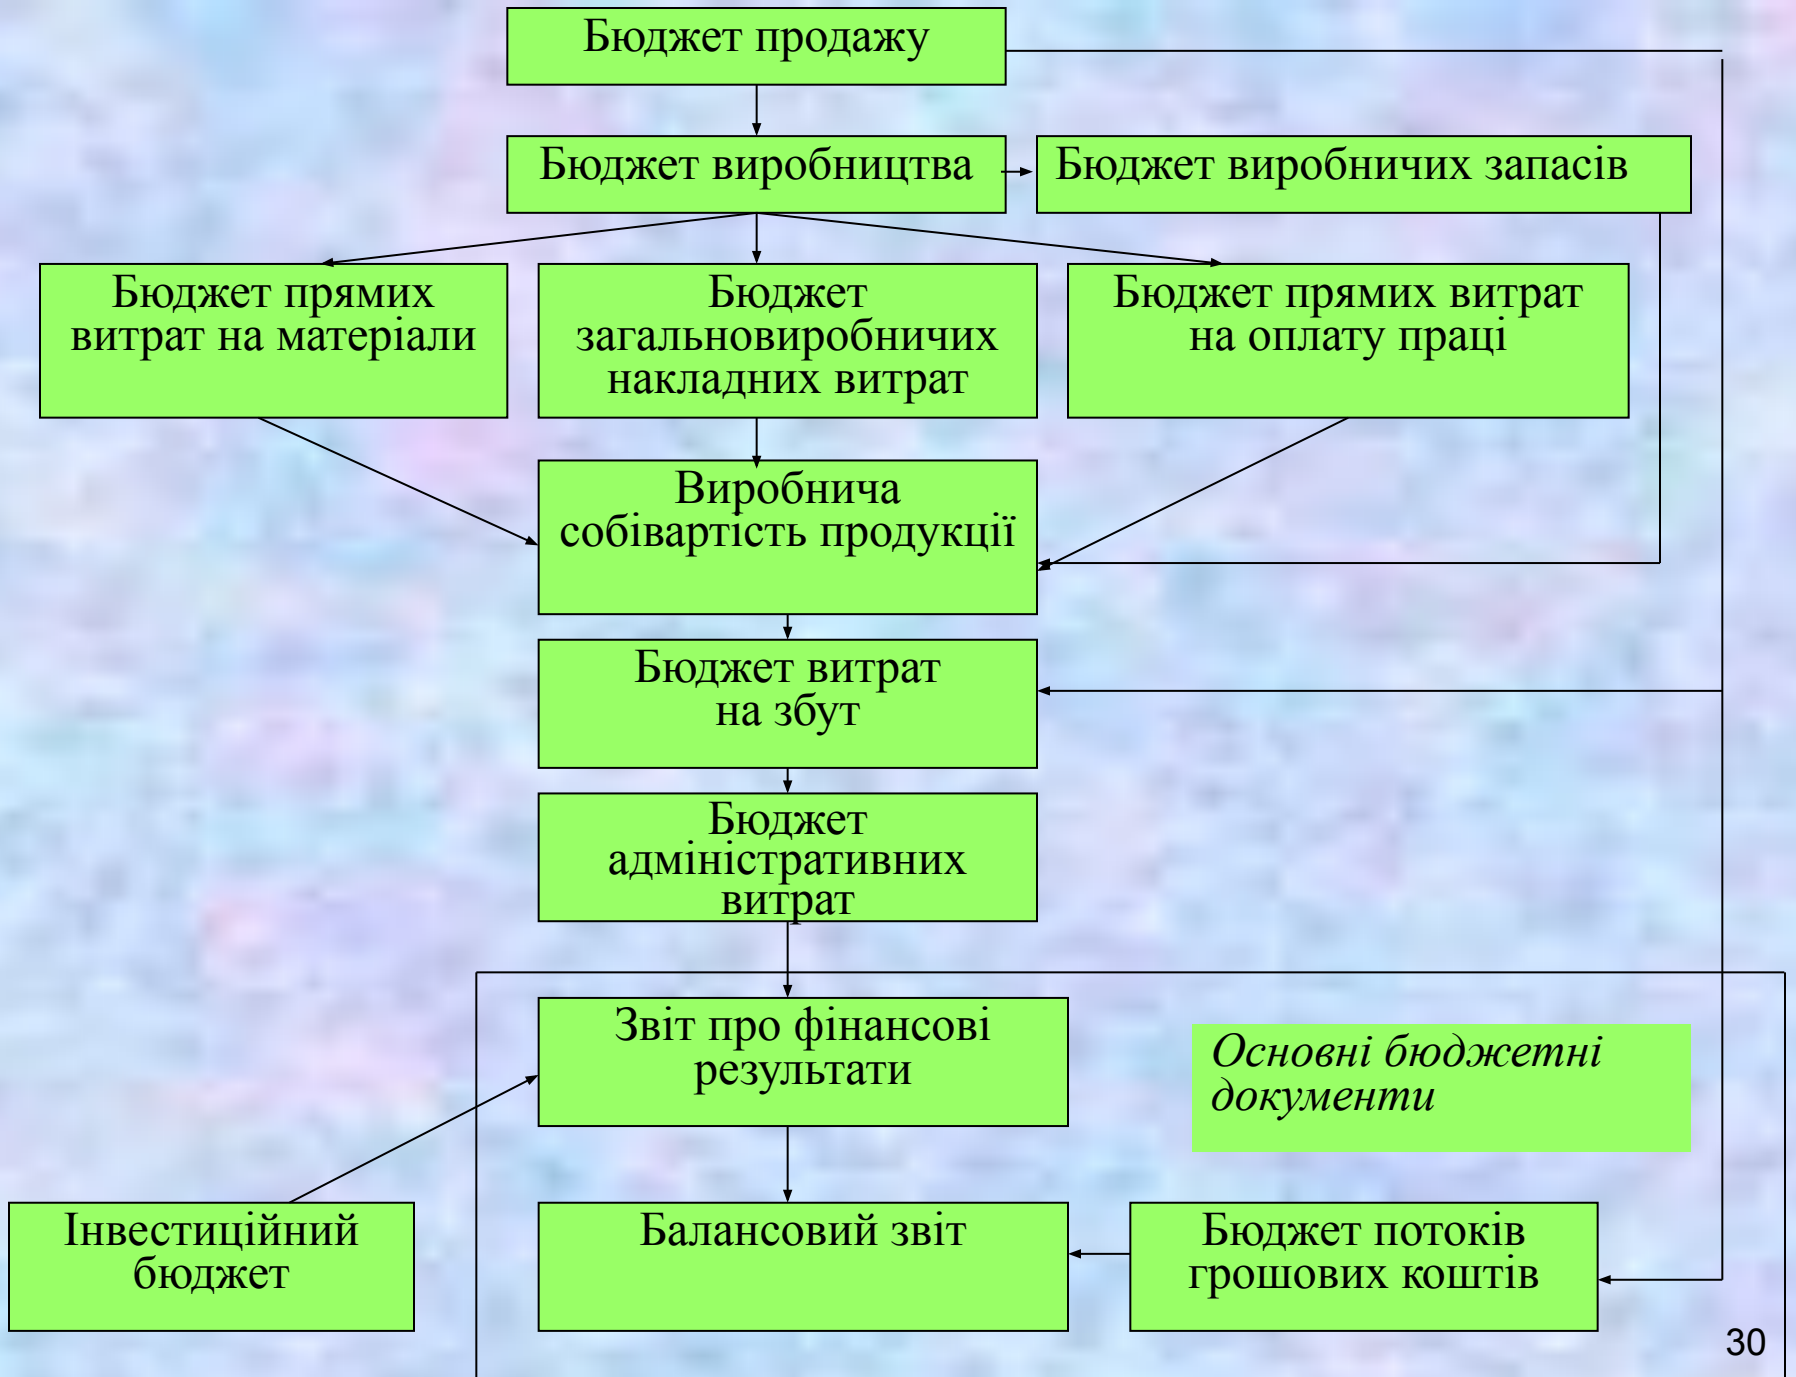 Бюджет продажу
Бюджет виробництва
Бюджет виробничих запасів
Бюджет прямих
витрат на матеріали
Бюджет
загальновиробничих
накладних витрат
Бюджет прямих витрат
на оплату праці
Виробнича
собівартість продукції
Бюджет витрат
на збут
Бюджет
адміністративних
витрат
Звіт про фінансові
результати
Основні бюджетні
документи
Інвестиційний
бюджет
Балансовий звіт
Бюджет потоків
грошових коштів
30